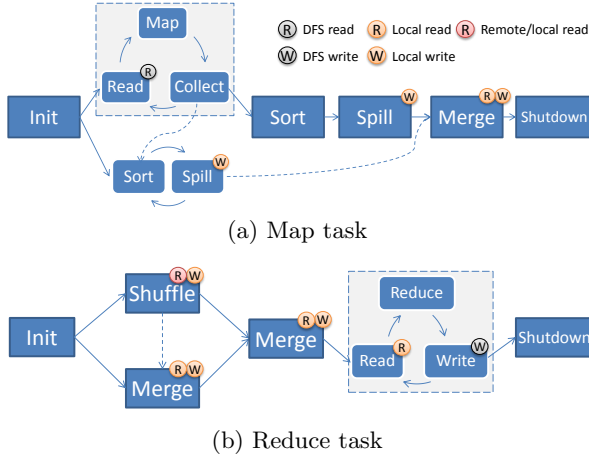 Map
R DFS read R Local read R Remote/local read
W DFS write W Local write
Read R Collect
Init Sort Spill W Merge R W Shutdown
Sort Spill W
(a) Map task
Shuffle R W
Reduce
Init Merge R W Shutdown
Read R Write W
Merge R W
(b) Reduce task